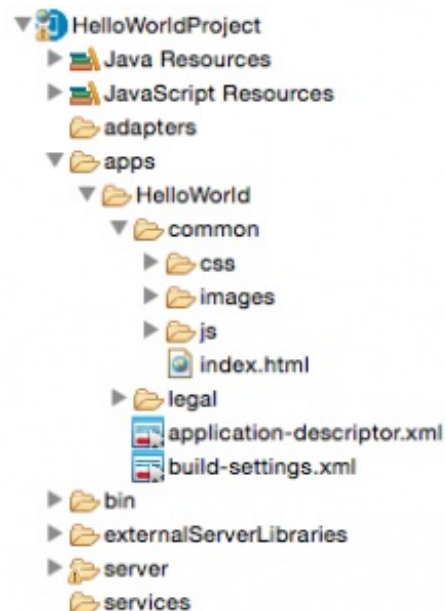 HelloWorldProject
Java Resources
JavaScript Resources
adapters
apps
HelloWorld
common
css
images
js
index.html
legal
application-descriptor.xml
build-settings.xml
bin
externalServerLibraries
server
services